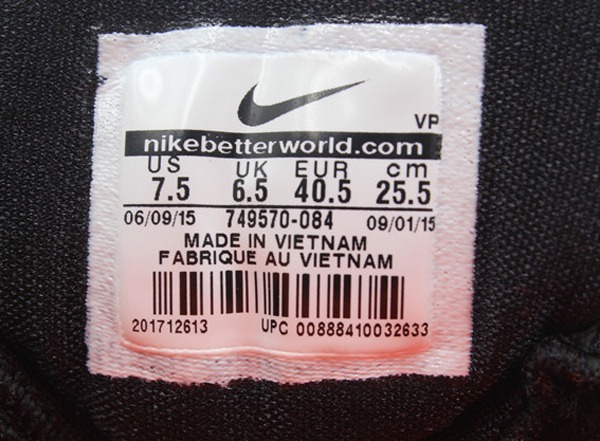 VP
nikebetterworld.com
US UK EUR cm
7.5 6.5 40.5 25.5
06/09/15 749570-084 09/01/15
MADE IN VIETNAM
FABRIQUE AU VIETNAM
201712613 UPC 00888410032633